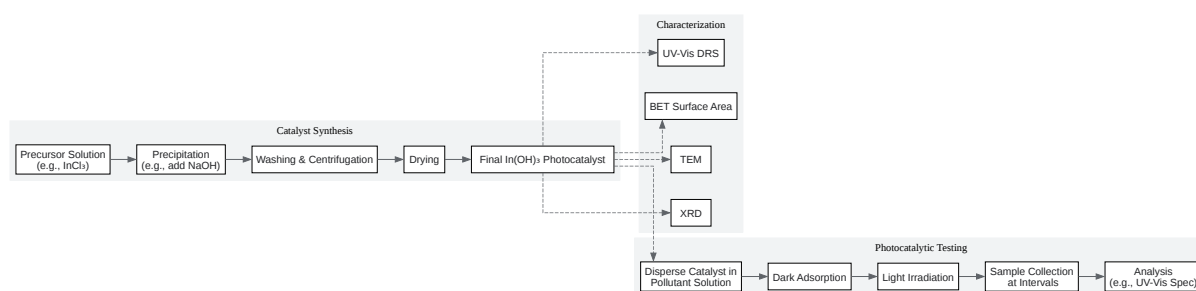 Characterization
UV-Vis DRS
BET Surface Area
TEM
XRD
Catalyst Synthesis
Precursor Solution
(e.g., InCl₃)
Precipitation
(e.g., add NaOH)
Washing & Centrifugation
Drying
Final In(OH)₃ Photocatalyst
Photocatalytic Testing
Disperse Catalyst in
Pollutant Solution
Dark Adsorption
Light Irradiation
Sample Collection
at Intervals
Analysis
(e.g., UV-Vis Spec)